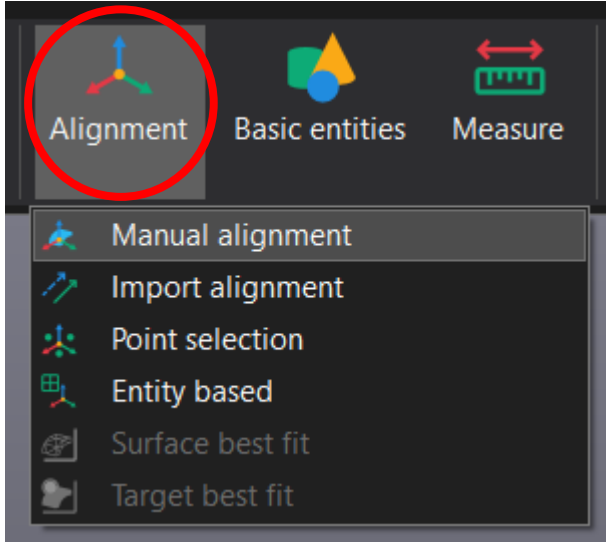 Alignment Basic entities Measure
Manual alignment
Import alignment
Point selection
Entity based
Surface best fit
Target best fit